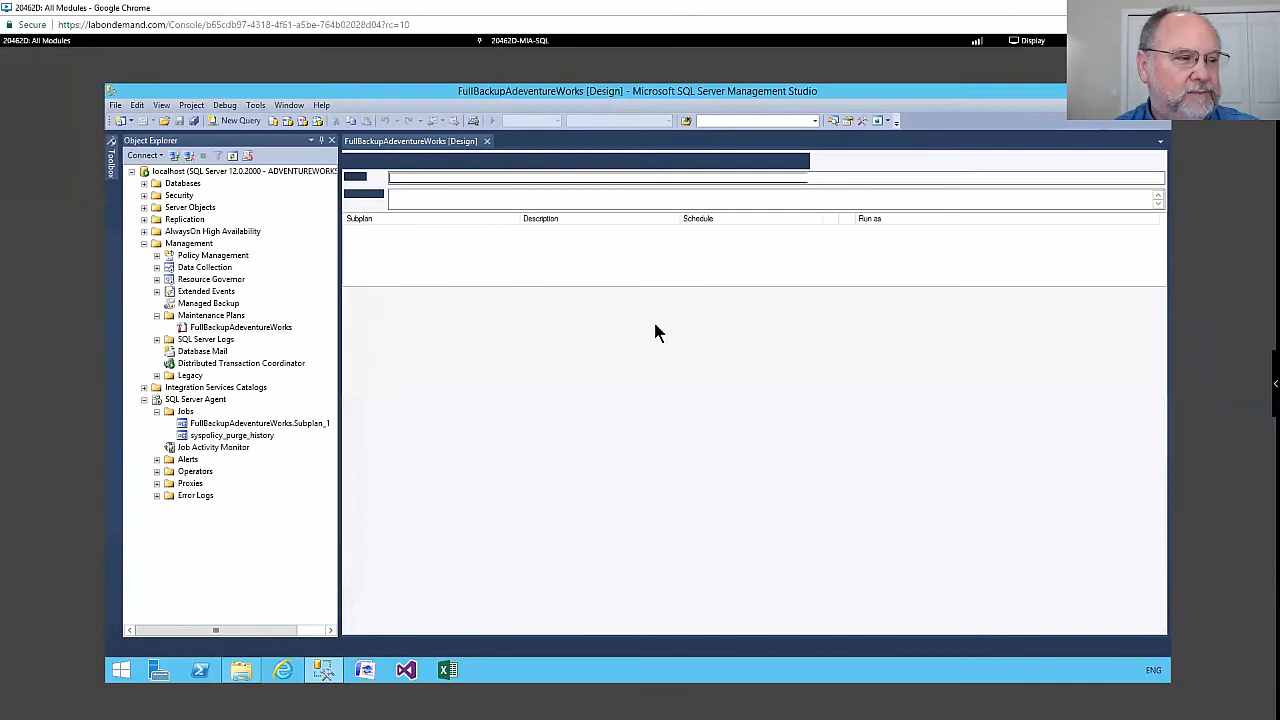 20462D: All Modules - Google Chrome
Secure https://labondemand.com/Console/b65cdb97-4318-4f61-a5be-764b02028d04?rc=10
20462D: All Modules 20462D-MIA-SQL Display
FullBackupAdeventureWorks [Design] - Microsoft SQL Server Management Studio
File Edit View Project Debug Tools Window Help
New Query
Toolbox
Object Explorer
FullBackupAdeventureWorks [Design]
Connect
localhost (SQL Server 12.0.2000 - ADVENTUREWORKS
Databases
Security
Server Objects
Replication
AlwaysOn High Availability
Management
Policy Management
Data Collection
Resource Governor
Extended Events
Managed Backup
Maintenance Plans
FullBackupAdeventureWorks
SQL Server Logs
Database Mail
Distributed Transaction Coordinator
Legacy
Integration Services Catalogs
SQL Server Agent
Jobs
FullBackupAdeventureWorks.Subplan_1
syspolicy_purge_history
Job Activity Monitor
Alerts
Operators
Proxies
Error Logs
Subplan Description Schedule Run as
ENG